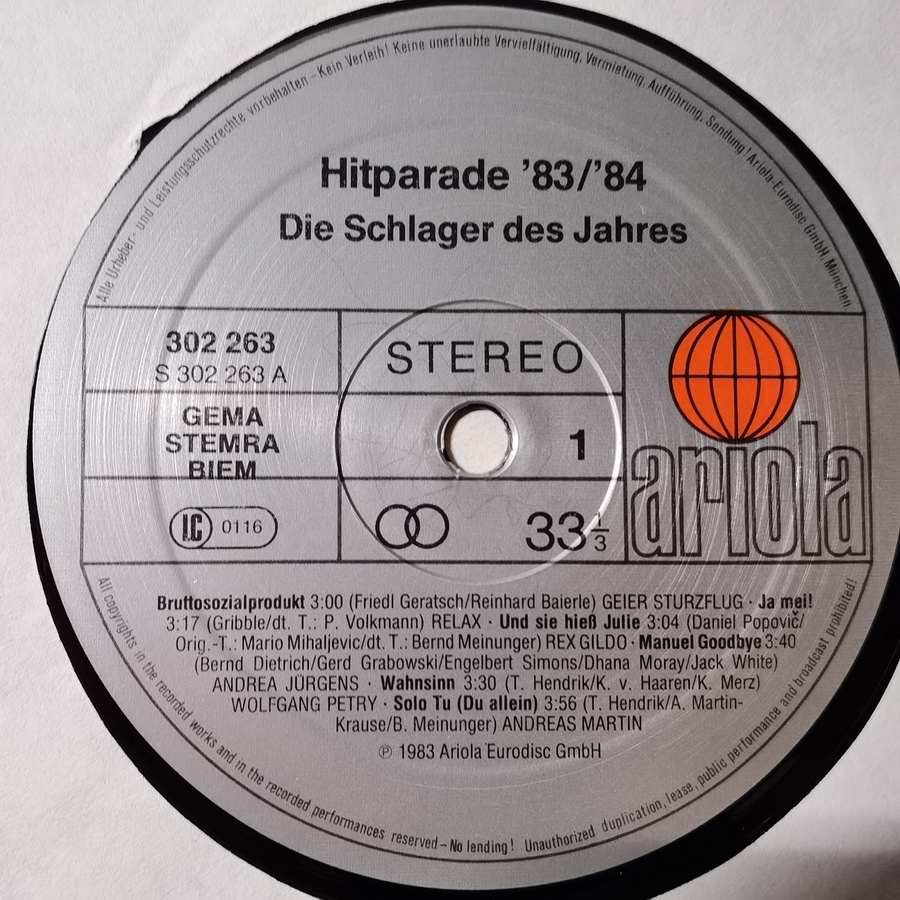 Alle Urheber- und Leistungsschutzrechte vorbehalten – Kein Verleih! Keine unerlaubte Vervielfältigung, Vermietung, Aufführung, Sendung! Ariola-Eurodisc GmbH, München
Hitparade '83/'84
Die Schlager des Jahres
302 263
S 302 263 A
STEREO
GEMA
STEMRA
BIEM
1
LC 0116
33 1/3
ariola
Bruttosozialprodukt 3:00 (Friedl Geratsch/Reinhard Baierle) GEIER STURZFLUG · Ja mei!
3:17 (Gribble/dt. T.: P. Volkmann) RELAX · Und sie hieß Julie 3:04 (Daniel Popovič/
Orig.-T.: Mario Mihaljevic/dt. T.: Bernd Meinunger) REX GILDO · Manuel Goodbye 3:40
(Bernd Dietrich/Gerd Grabowski/Engelbert Simons/Dhana Moray/Jack White)
ANDREA JÜRGENS · Wahnsinn 3:30 (T. Hendrik/K. v. Haaren/K. Merz)
WOLFGANG PETRY · Solo Tu (Du allein) 3:56 (T. Hendrik/A. Martin-
Krause/B. Meinunger) ANDREAS MARTIN
℗ 1983 Ariola Eurodisc GmbH
All copyrights in the recorded works and in the recorded performances reserved – No lending! Unauthorized duplication, lease, public performance and broadcast prohibited!